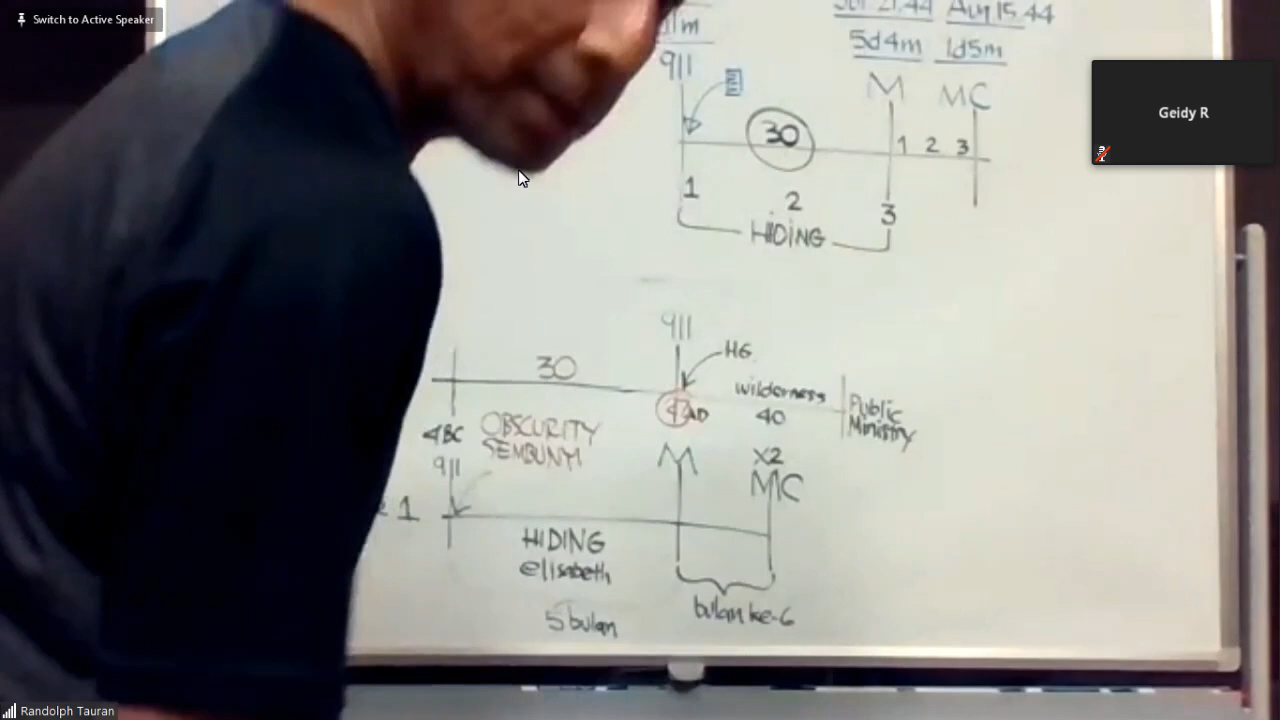 Switch to Active Speaker
Aug 15.44
5d4m 1d5m
911
M MC
30
1 2 3
1 2 3
HIDING
Geidy R
911
HG
30
wilderness
40
AD
Public
Ministry
4BC
OBSCURITY
SEMBUNYI
911
M
X2
MC
1
HIDING
elisabeth
5 bulan
bulan ke-6
Randolph Tauran